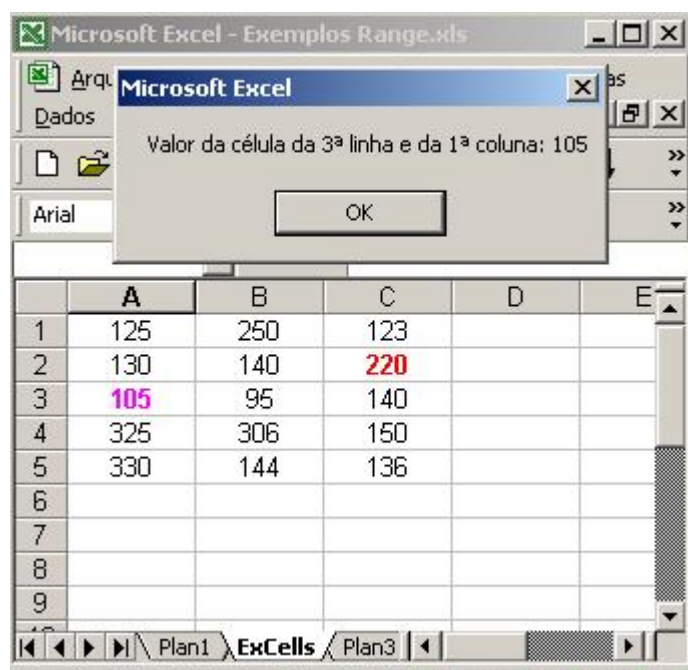 Microsoft Excel - Exemplos Range.xls
Arqu as
Dados
Microsoft Excel
Valor da célula da 3ª linha e da 1ª coluna: 105
OK
Arial
A B C D E
1 125 250 123
2 130 140 220
3 105 95 140
4 325 306 150
5 330 144 136
6
7
8
9
Plan1 ExCells Plan3